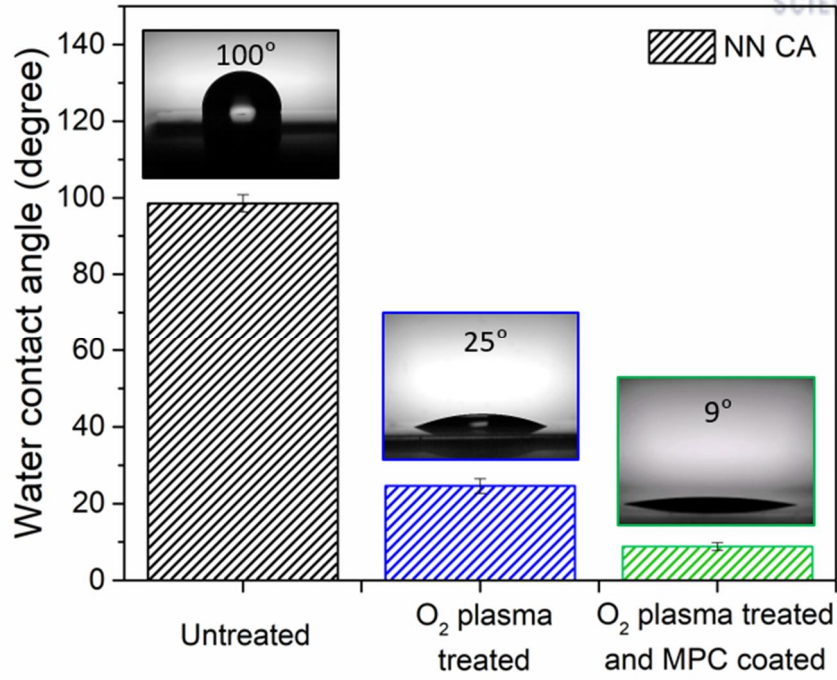 140
120
100
80
60
40
20
0
Water contact angle (degree)
NN CA
100°
25°
9°
Untreated
O₂ plasma
treated
O₂ plasma treated
and MPC coated